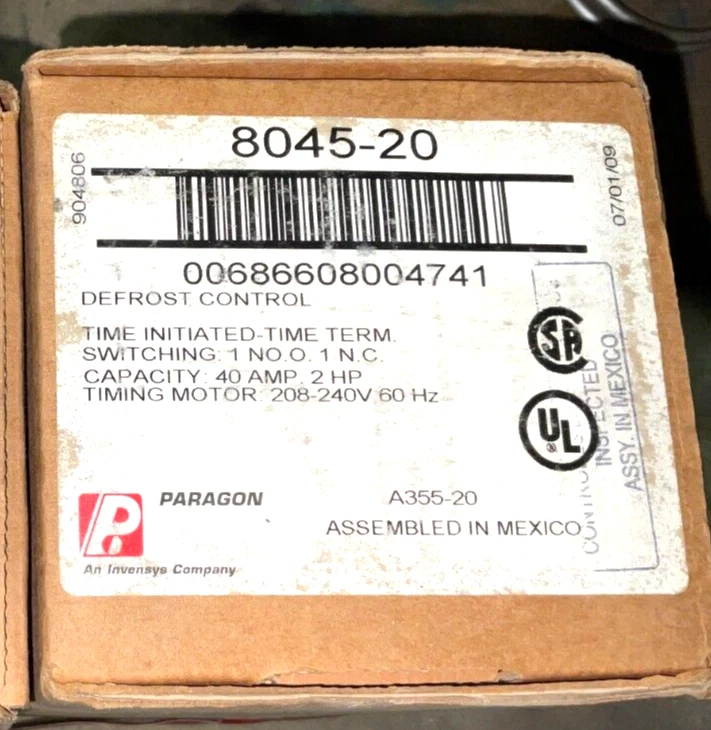 8045-20
904806
07/01/09
00686608004741
DEFROST CONTROL
TIME INITIATED-TIME TERM.
SWITCHING: 1 NO.O. 1 N.C.
CAPACITY: 40 AMP. 2 HP
TIMING MOTOR: 208-240V 60 Hz
SA
UL
INSPECTED
ASSY. IN MEXICO
P
PARAGON
A355-20
ASSEMBLED IN MEXICO
An Invensys Company